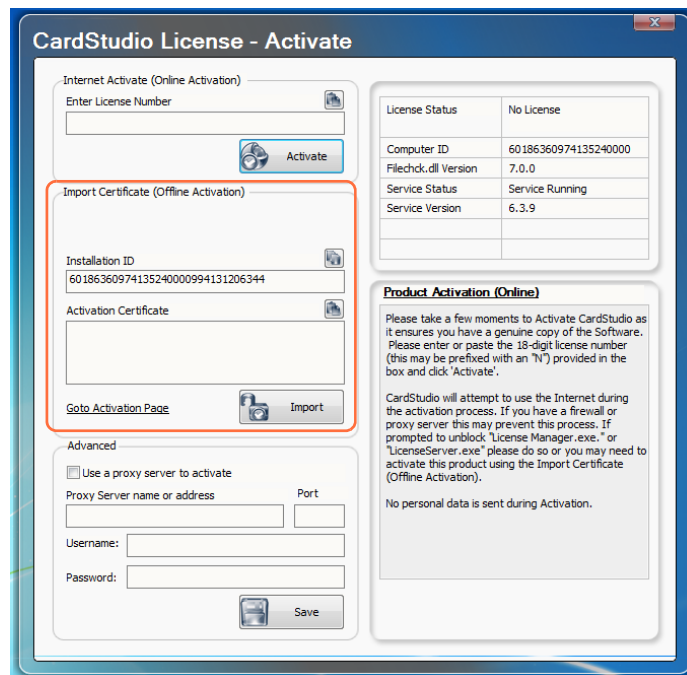 CardStudio License - Activate
Internet Activate (Online Activation)
Enter License Number
Activate
Import Certificate (Offline Activation)
Installation ID
60186360974135240000994131206344
Activation Certificate
Goto Activation Page
Import
Advanced
Use a proxy server to activate
Proxy Server name or address
Port
Username:
Password:
Save
License Status No License
Computer ID 60186360974135240000
Filechck.dll Version 7.0.0
Service Status Service Running
Service Version 6.3.9
Product Activation (Online)
Please take a few moments to Activate CardStudio as
it ensures you have a genuine copy of the Software.
Please enter or paste the 18-digit license number
(this may be prefixed with an "N") provided in the
box and click 'Activate'.
CardStudio will attempt to use the Internet during
the activation process. If you have a firewall or
proxy server this may prevent this process. If
prompted to unblock "License Manager.exe." or
"LicenseServer.exe" please do so or you may need to
activate this product using the Import Certificate
(Offline Activation).
No personal data is sent during Activation.